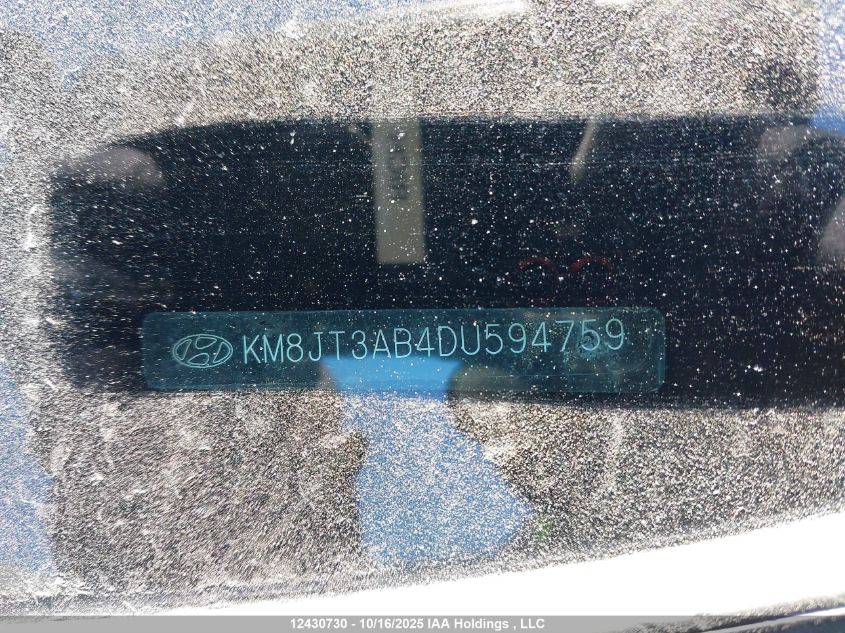 KM8JT3AB4DU594759
12430730 - 10/16/2025 IAA Holdings , LLC